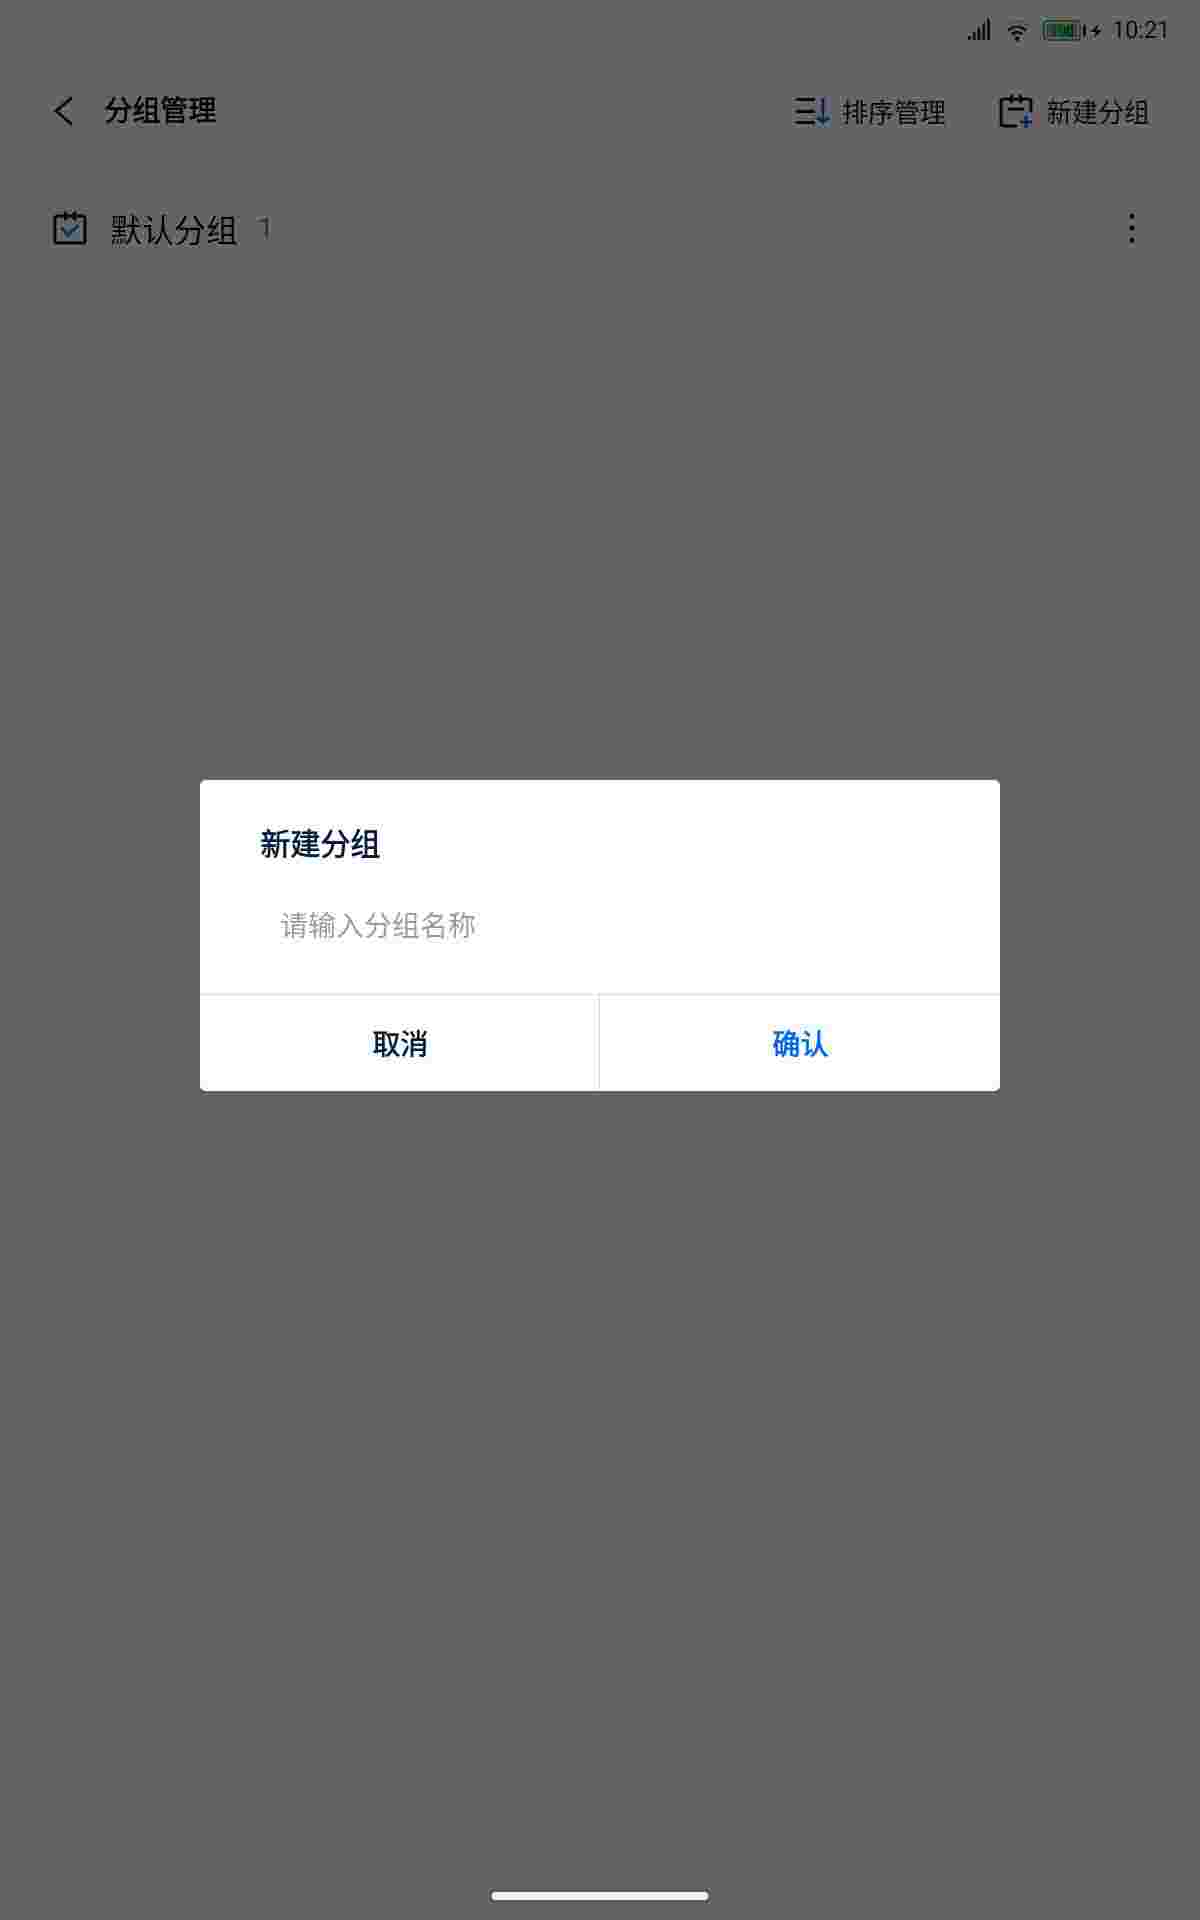 10:21
分组管理 排序管理 新建分组
默认分组 1
新建分组
请输入分组名称
取消 确认